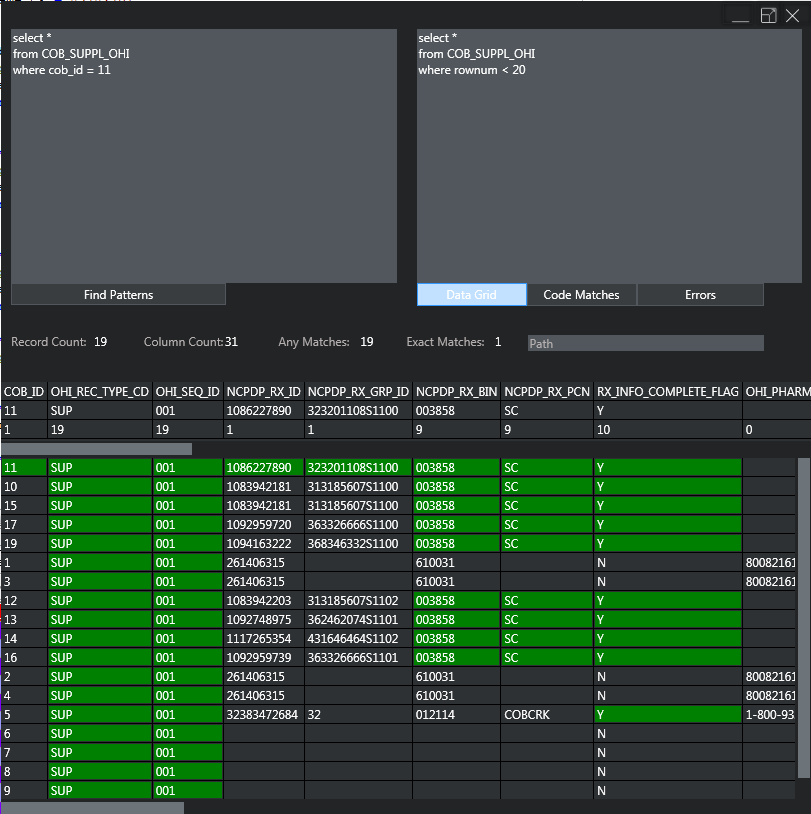 select *
from COB_SUPPL_OHI
where cob_id = 11
select *
from COB_SUPPL_OHI
where rownum < 20
Find Patterns
Data Grid Code Matches Errors
Record Count: 19 Column Count: 31 Any Matches: 19 Exact Matches: 1 Path
COB_ID OHI_REC_TYPE_CD OHI_SEQ_ID NCPDP_RX_ID NCPDP_RX_GRP_ID NCPDP_RX_BIN NCPDP_RX_PCN RX_INFO_COMPLETE_FLAG OHI_PHARM
11 SUP 001 1086227890 323201108S1100 003858 SC Y
1 19 19 1 1 9 9 10 0
11 SUP 001 1086227890 323201108S1100 003858 SC Y
10 SUP 001 1083942181 313185607S1100 003858 SC Y
15 SUP 001 1083942181 313185607S1100 003858 SC Y
17 SUP 001 1092959720 363326666S1100 003858 SC Y
19 SUP 001 1094163222 368346332S1100 003858 SC Y
1 SUP 001 261406315 610031 N 80082161
3 SUP 001 261406315 610031 N 80082161
12 SUP 001 1083942203 313185607S1102 003858 SC Y
13 SUP 001 1092748975 362462074S1101 003858 SC Y
14 SUP 001 1117265354 431646464S1102 003858 SC Y
16 SUP 001 1092959739 363326666S1101 003858 SC Y
2 SUP 001 261406315 610031 N 80082161
4 SUP 001 261406315 610031 N 80082161
5 SUP 001 32383472684 32 012114 COBCRK Y 1-800-93
6 SUP 001 N
7 SUP 001 N
8 SUP 001 N
9 SUP 001 N